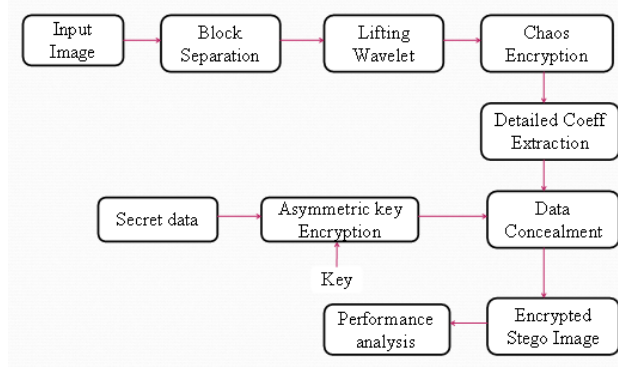 Input
Image
Block
Separation
Lifting
Wavelet
Chaos
Encryption
Detailed Coeff
Extraction
Secret data
Asymmetric key
Encryption
Data
Concealment
Key
Performance
analysis
Encrypted
Stego Image